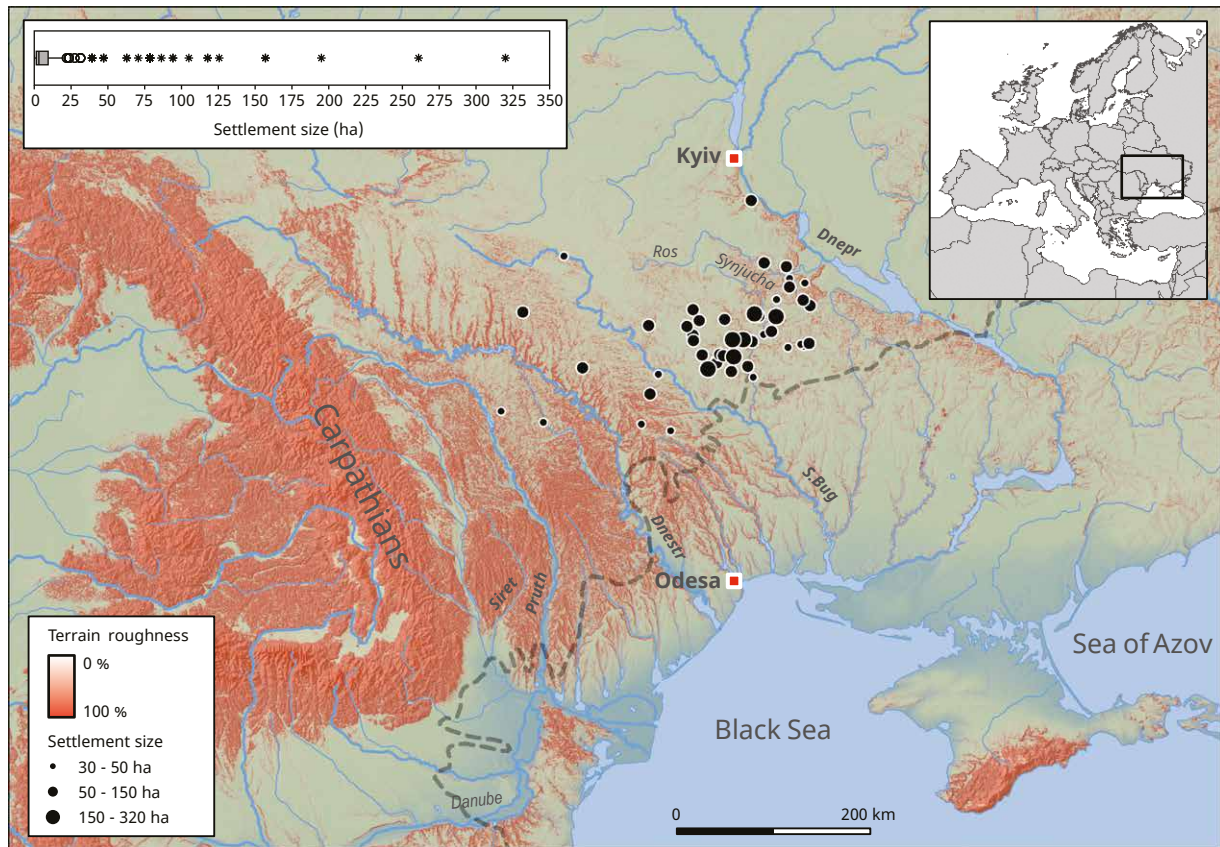 0 25 50 75 100 125 150 175 200 225 250 275 300 325 350
Settlement size (ha)
Kyiv
Dnepr
Ros
Synjucha
Carpathians
S.Bug
Dnestr
Siret
Pruth
Odesa
Sea of Azov
Black Sea
Danube
Terrain roughness
0 %
100 %
Settlement size
30 - 50 ha
50 - 150 ha
150 - 320 ha
0 200 km